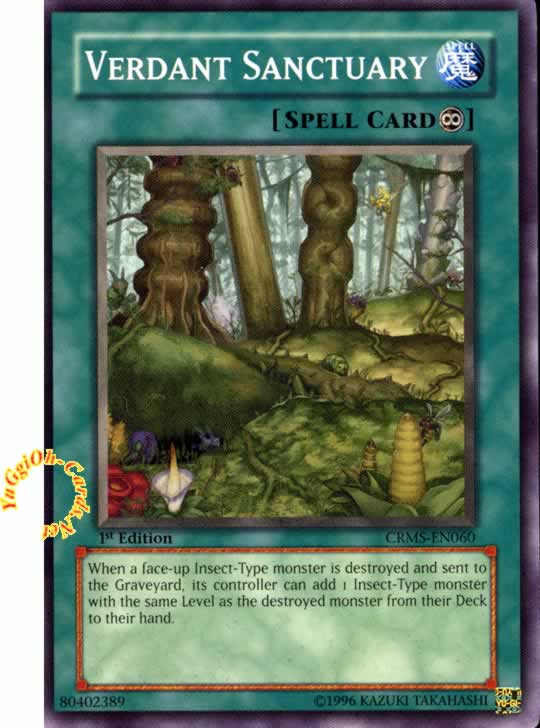 VERDANT SANCTUARY
SPELL
魔
[SPELL CARD♾]
YuGgiOh-Cards.Net
1st Edition
CRMS-EN060
When a face-up Insect-Type monster is destroyed and sent to
the Graveyard, its controller can add 1 Insect-Type monster
with the same Level as the destroyed monster from their Deck
to their hand.
80402389
©1996 KAZUKI TAKAHASHI